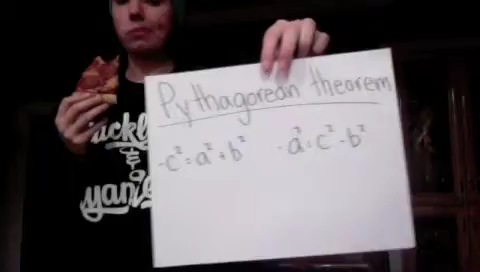 Pythagorean theorem
- c² = a² + b² - a² = c² - b²
&